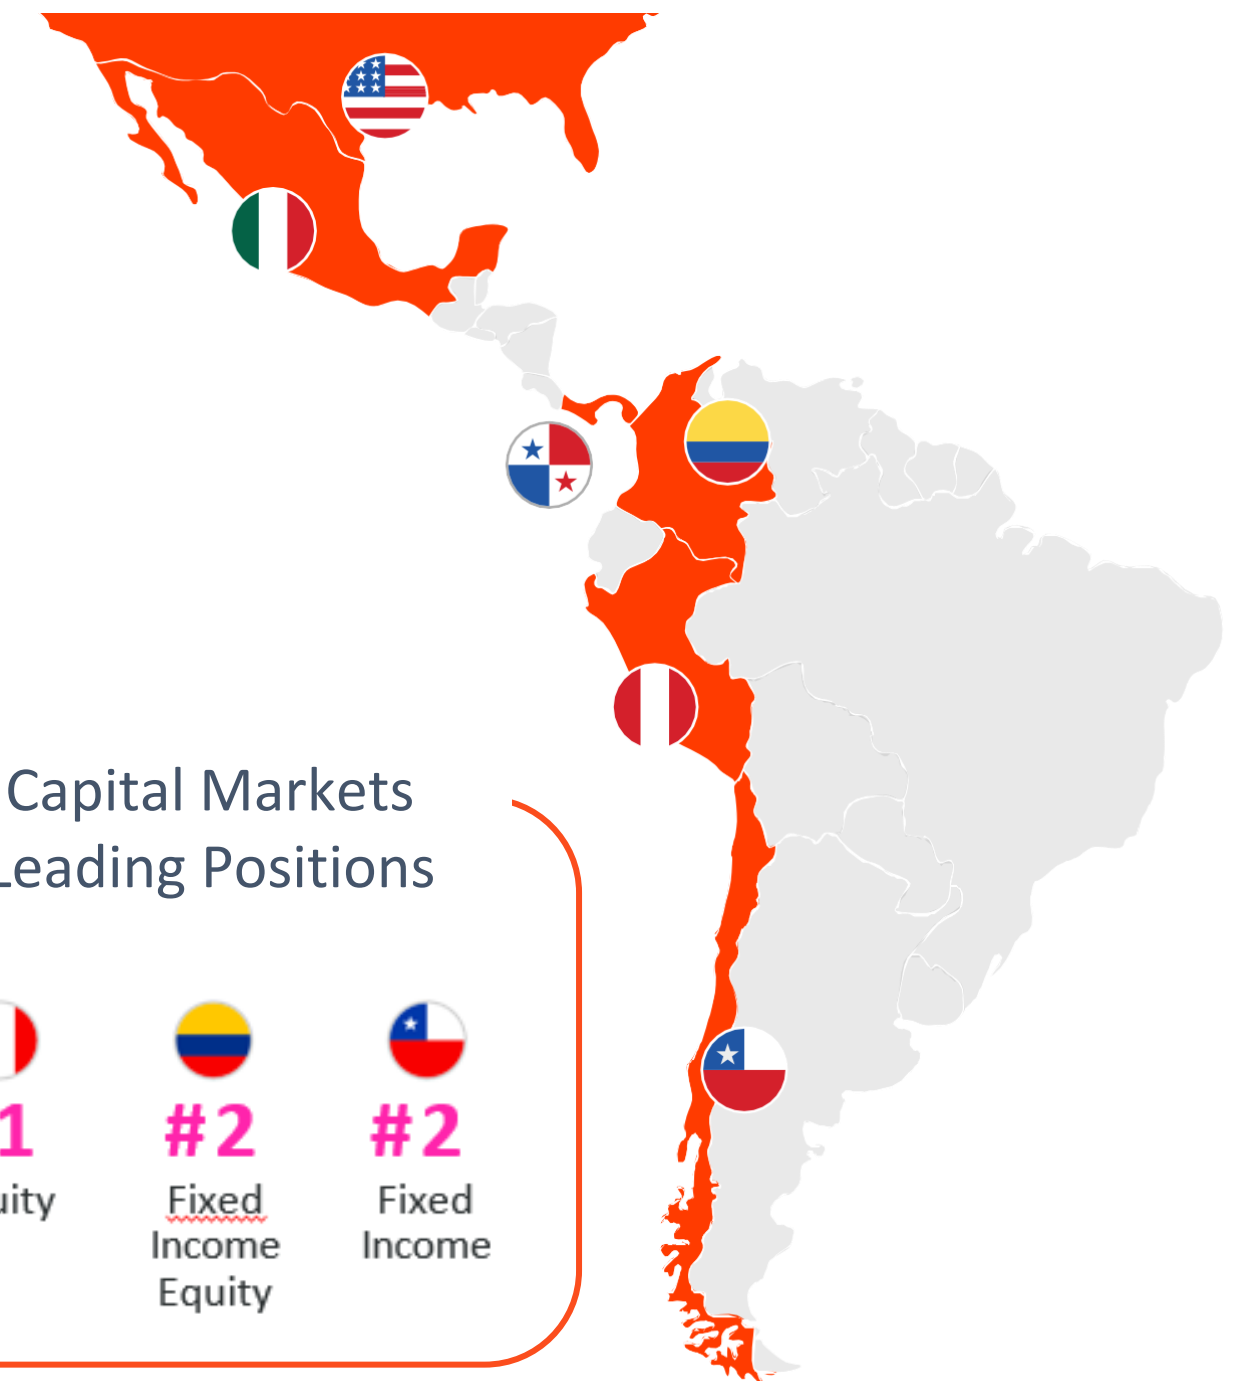 Capital Markets
Leading Positions
1 #2 #2
uity Fixed Fixed
Income Income
Equity